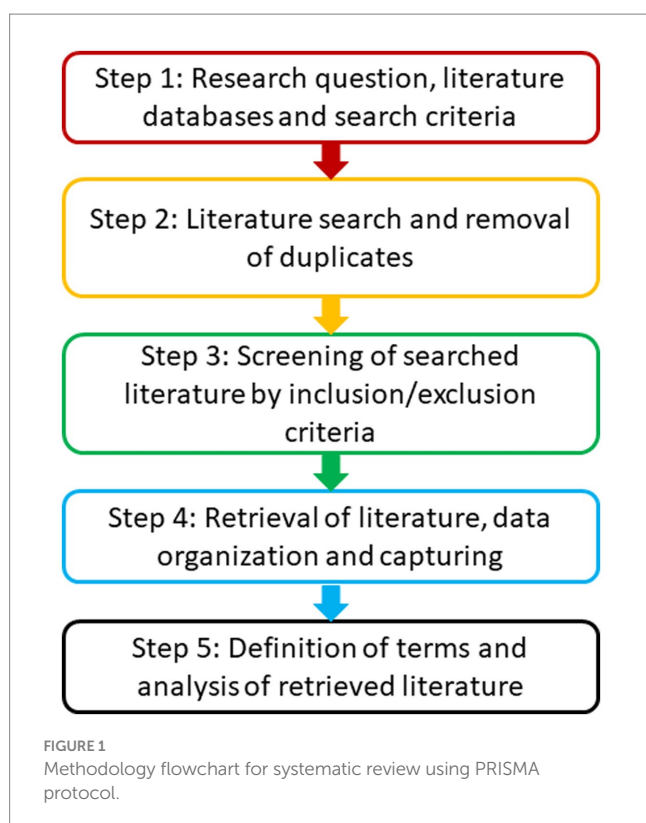 Step 1: Research question, literature
databases and search criteria
Step 2: Literature search and removal
of duplicates
Step 3: Screening of searched
literature by inclusion/exclusion
criteria
Step 4: Retrieval of literature, data
organization and capturing
Step 5: Definition of terms and
analysis of retrieved literature
FIGURE 1
Methodology flowchart for systematic review using PRISMA
protocol.